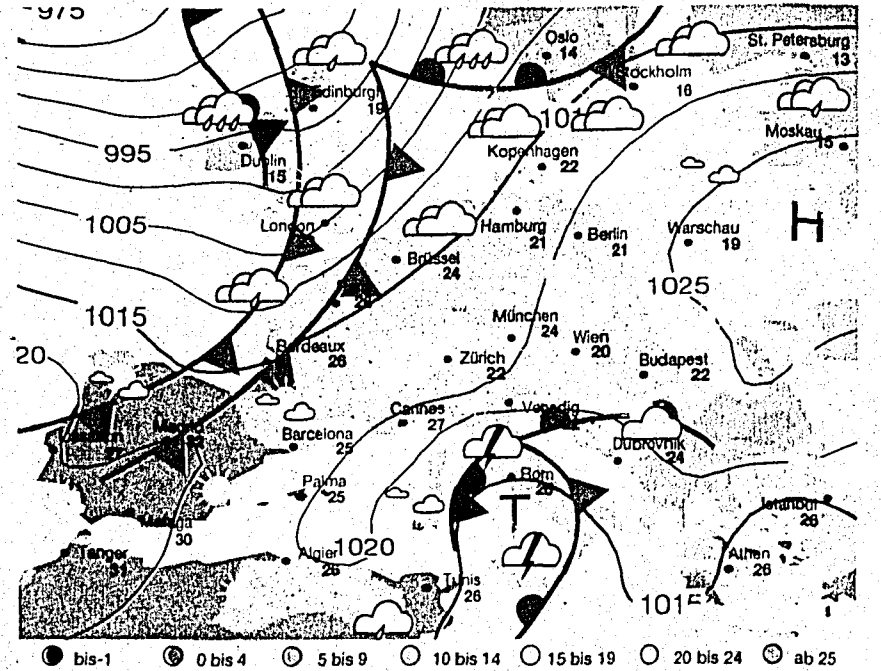 975
Oslo
14
St. Petersburg
13
Edinburgh
19
Stockholm
16
995
Dublin
15
Kopenhagen
22
Moskau
15
1005
London
Hamburg
21
Berlin
21
Warschau
19
H
Brüssel
24
1025
1015
München
24
Bordeaux
26
Zürich
22
Wien
20
Budapest
22
20
Cannes
27
Venedig
Barcelona
25
Dubrovnik
24
Palma
25
Rom
T
Malaga
30
Istanbul
26
Tanger
31
Algier
1020
Athen
26
Tunis
26
bis-1
0 bis 4
5 bis 9
10 bis 14
15 bis 19
20 bis 24
ab 25